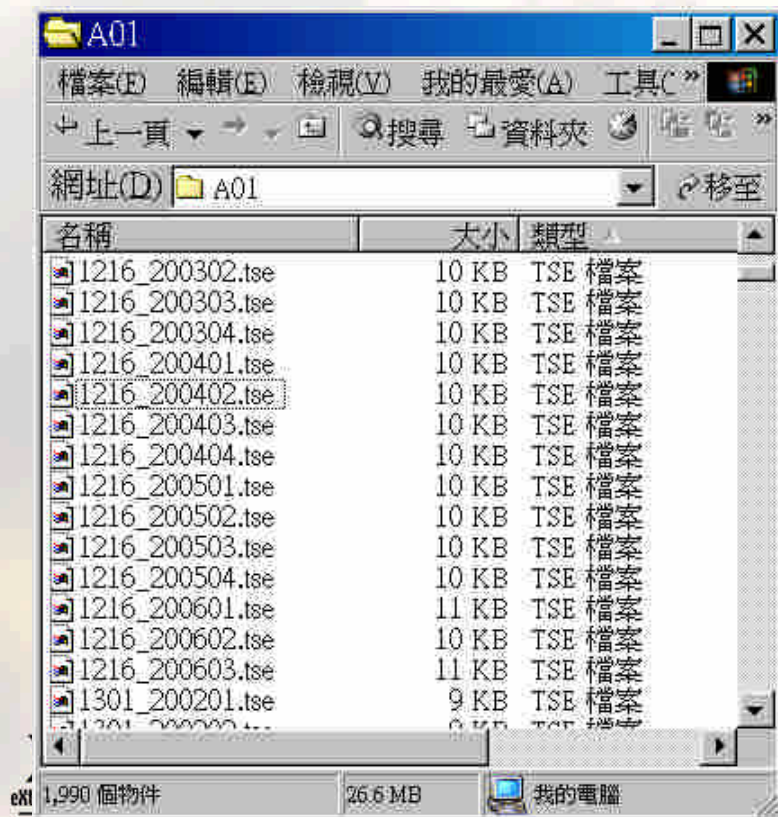 A01
檔案(F) 編輯(E) 檢視(V) 我的最愛(A) 工具(
上一頁 搜尋 資料夾
網址(D) A01 移至
名稱 大小 類型
1216_200302.tse 10 KB TSE 檔案
1216_200303.tse 10 KB TSE 檔案
1216_200304.tse 10 KB TSE 檔案
1216_200401.tse 10 KB TSE 檔案
1216_200402.tse 10 KB TSE 檔案
1216_200403.tse 10 KB TSE 檔案
1216_200404.tse 10 KB TSE 檔案
1216_200501.tse 10 KB TSE 檔案
1216_200502.tse 10 KB TSE 檔案
1216_200503.tse 10 KB TSE 檔案
1216_200504.tse 10 KB TSE 檔案
1216_200601.tse 11 KB TSE 檔案
1216_200602.tse 10 KB TSE 檔案
1216_200603.tse 11 KB TSE 檔案
1301_200201.tse 9 KB TSE 檔案
1,990 個物件 26.6 MB 我的電腦